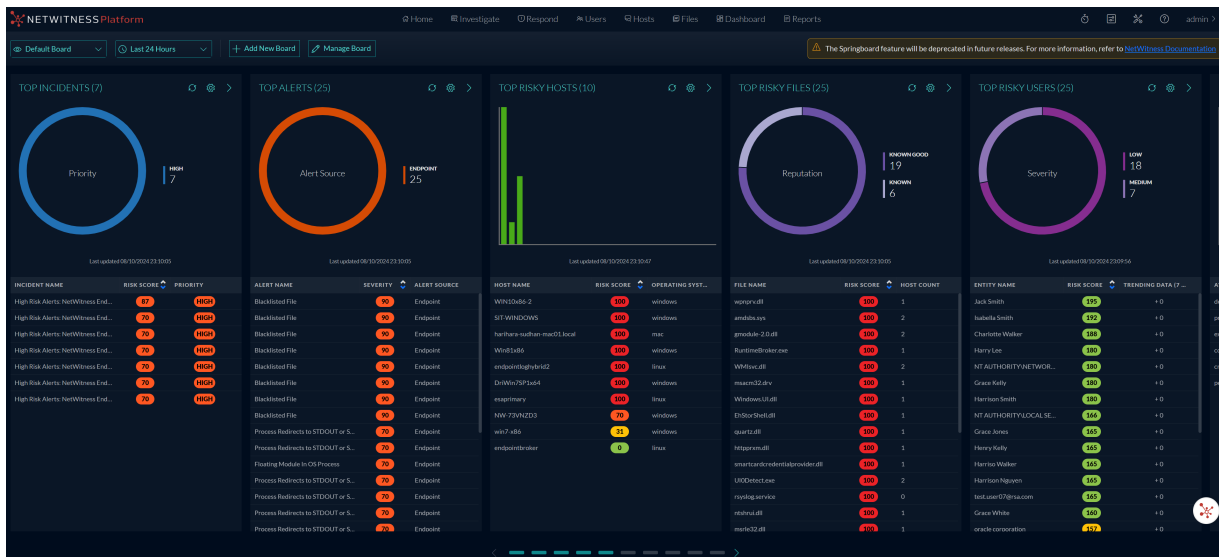 NETWITNESS Platform
Home Investigate Respond Users Hosts Files Dashboard Reports admin >
Default Board Last 24 Hours Add New Board Manage Board
The Springboard feature will be deprecated in future releases. For more information, refer to NetWitness Documentation
TOP INCIDENTS (7) TOP ALERTS (25) TOP RISKY HOSTS (10) TOP RISKY FILES (25) TOP RISKY USERS (25)
Priority HIGH 7
Alert Source ENDPOINT 25
Reputation KNOWN GOOD 19 KNOWN 6
Severity LOW 18 MEDIUM 7
Last updated 08/10/2024 23:10:05 Last updated 08/10/2024 23:10:05 Last updated 08/10/2024 23:10:47 Last updated 08/10/2024 23:10:05 Last updated 08/10/2024 23:09:56
INCIDENT NAME RISK SCORE PRIORITY
High Risk Alerts: NetWitness End... 87 HIGH
High Risk Alerts: NetWitness End... 70 HIGH
High Risk Alerts: NetWitness End... 70 HIGH
High Risk Alerts: NetWitness End... 70 HIGH
High Risk Alerts: NetWitness End... 70 HIGH
High Risk Alerts: NetWitness End... 70 HIGH
High Risk Alerts: NetWitness End... 70 HIGH
ALERT NAME SEVERITY ALERT SOURCE
Blacklisted File 90 Endpoint
Blacklisted File 90 Endpoint
Blacklisted File 90 Endpoint
Blacklisted File 90 Endpoint
Blacklisted File 90 Endpoint
Blacklisted File 90 Endpoint
Blacklisted File 90 Endpoint
Blacklisted File 90 Endpoint
Process Redirects to STDOUT or S... 70 Endpoint
Process Redirects to STDOUT or S... 70 Endpoint
Floating Module In OS Process 70 Endpoint
Process Redirects to STDOUT or S... 70 Endpoint
Process Redirects to STDOUT or S... 70 Endpoint
Process Redirects to STDOUT or S... 70 Endpoint
Process Redirects to STDOUT or S... 70 Endpoint
HOST NAME RISK SCORE OPERATING SYST...
WIN10x86-2 100 windows
SIT-WINDOWS 100 windows
harihara-sudhan-mac01.local 100 mac
Win81x86 100 windows
endpointloghybrid2 100 linux
DriWin7SP1x64 100 windows
esaprimary 100 linux
NW-73VNZD3 70 windows
win7-x86 31 windows
endpointbroker 0 linux
FILE NAME RISK SCORE HOST COUNT
wpnprv.dll 100 1
amdsbs.sys 100 2
gmodule-2.0.dll 100 2
RuntimeBroker.exe 100 1
WMIsvc.dll 100 2
msacm32.drv 100 1
Windows.UI.dll 100 1
EhStorShell.dll 100 1
quartz.dll 100 1
httpprxm.dll 100 1
smartcardcredentialprovider.dll 100 1
UI0Detect.exe 100 2
rsyslog.service 100 0
ntshrui.dll 100 1
msrle32.dll 100 1
ENTITY NAME RISK SCORE TRENDING DATA (7 ...
Jack Smith 195 + 0
Isabella Smith 192 + 0
Charlotte Walker 188 + 0
Harry Lee 180 + 0
NT AUTHORITY\NETWOR... 180 + 0
Grace Kelly 180 + 0
Harrison Smith 180 + 0
NT AUTHORITY\LOCAL SE... 166 + 0
Grace Jones 165 + 0
Henry Kelly 165 + 0
Harriso Walker 165 + 0
Harrison Nguyen 165 + 0
test.user07@rsa.com 165 + 0
Grace White 160 + 0
oracle corporation 157 + 0